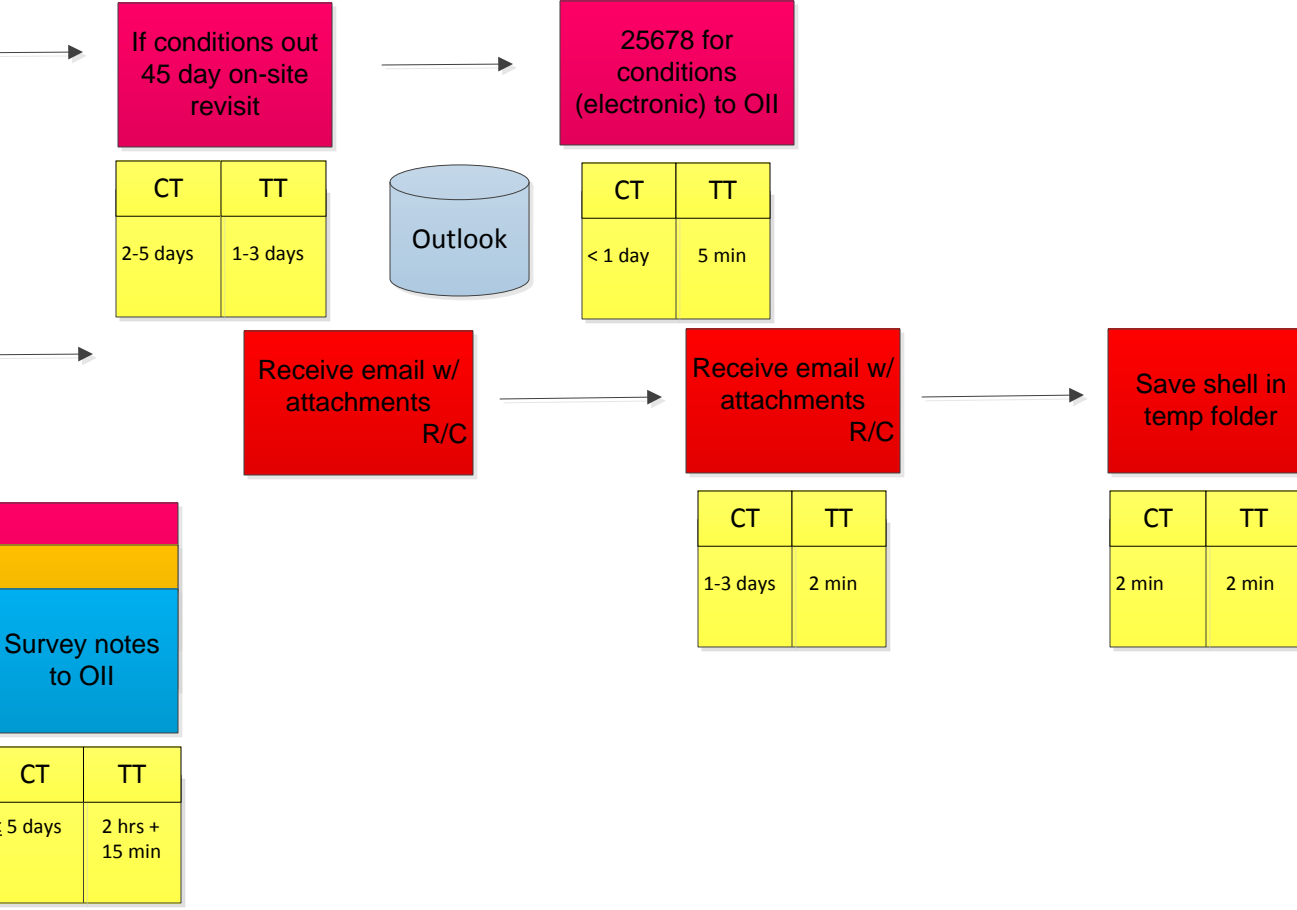 If conditions out
45 day on-site
revisit
25678 for
conditions
(electronic) to OII
CT TT
2-5 days 1-3 days
Outlook
CT TT
< 1 day 5 min
Receive email w/
attachments
R/C
Receive email w/
attachments
R/C
Save shell in
temp folder
CT TT
1-3 days 2 min
CT TT
2 min 2 min
Survey notes
to OII
CT TT
5 days 2 hrs +
15 min